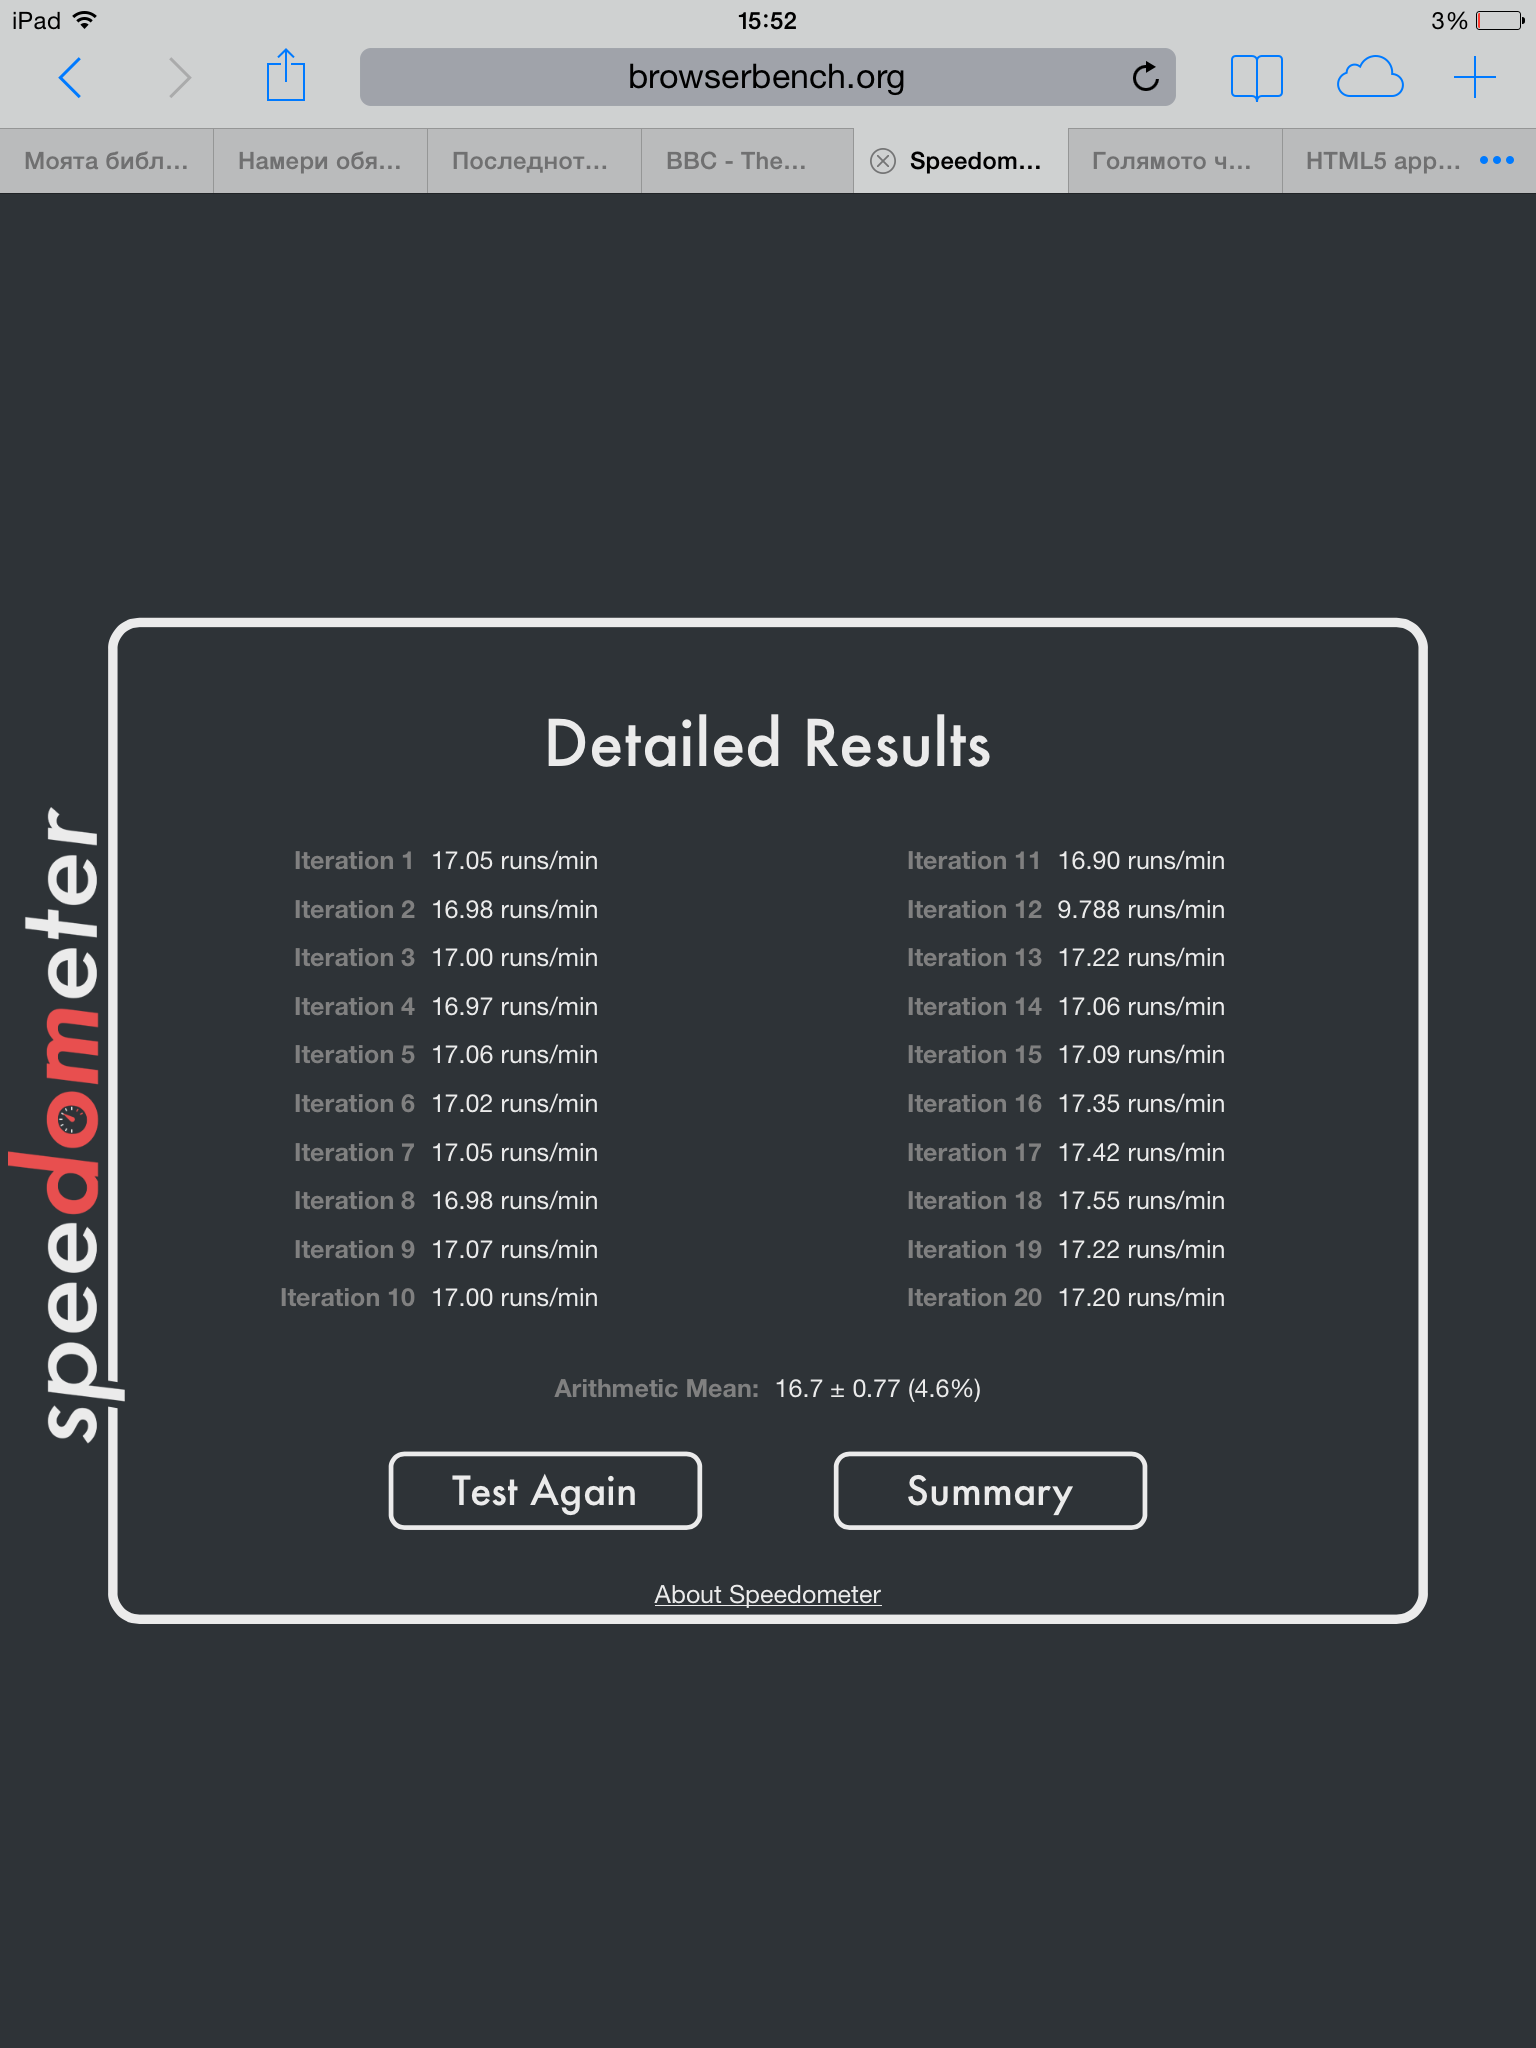 iPad 15:52 3%
browserbench.org
Моята библ... Намери обя... Последнот... BBC - The... Speedom... Голямото ч... HTML5 app...
speedometer
Detailed Results
Iteration 1 17.05 runs/min
Iteration 2 16.98 runs/min
Iteration 3 17.00 runs/min
Iteration 4 16.97 runs/min
Iteration 5 17.06 runs/min
Iteration 6 17.02 runs/min
Iteration 7 17.05 runs/min
Iteration 8 16.98 runs/min
Iteration 9 17.07 runs/min
Iteration 10 17.00 runs/min
Iteration 11 16.90 runs/min
Iteration 12 9.788 runs/min
Iteration 13 17.22 runs/min
Iteration 14 17.06 runs/min
Iteration 15 17.09 runs/min
Iteration 16 17.35 runs/min
Iteration 17 17.42 runs/min
Iteration 18 17.55 runs/min
Iteration 19 17.22 runs/min
Iteration 20 17.20 runs/min
Arithmetic Mean: 16.7 ± 0.77 (4.6%)
Test Again Summary
About Speedometer